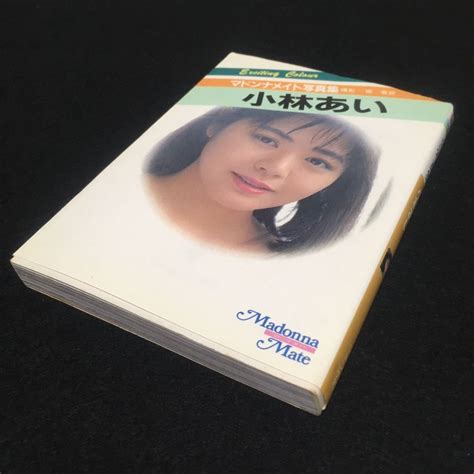 Exciting Colour
マドンナメイト写真集
小林あい
Madonna
Mate